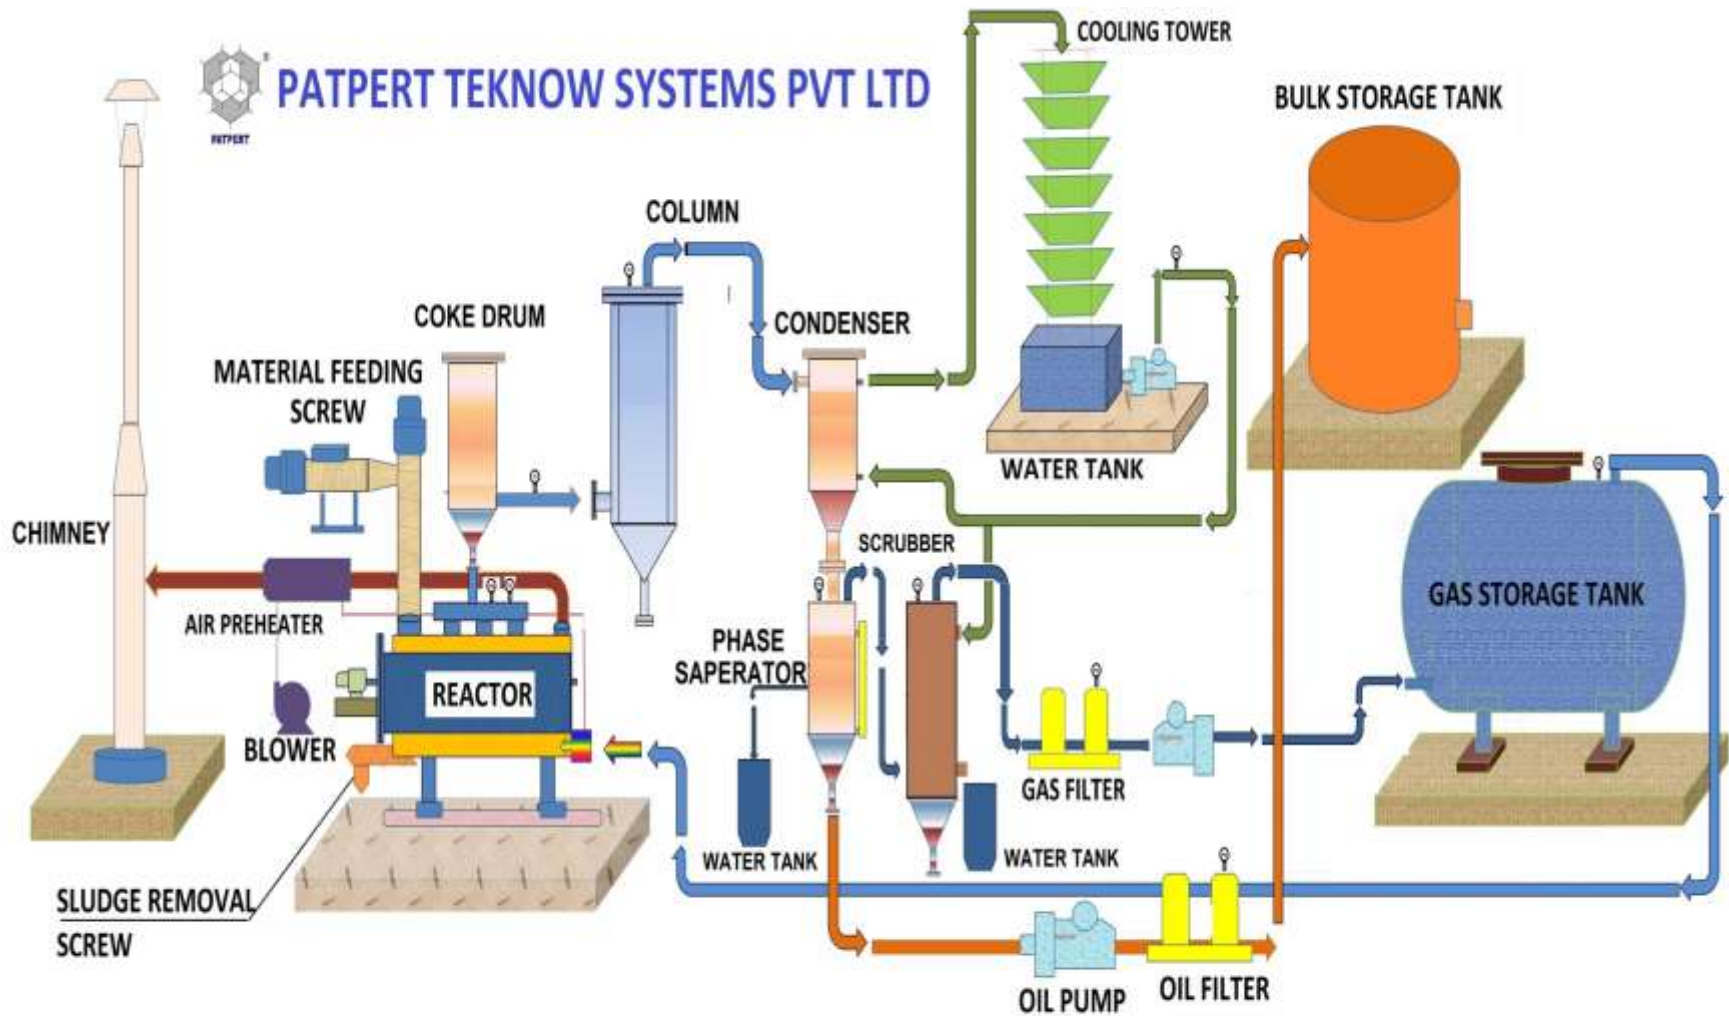 PATPERT TEKNOW SYSTEMS PVT LTD
®
PATPERT
COOLING TOWER
BULK STORAGE TANK
COLUMN
COKE DRUM
CONDENSER
MATERIAL FEEDING
SCREW
WATER TANK
CHIMNEY
SCRUBBER
GAS STORAGE TANK
AIR PREHEATER
PHASE
SAPERATOR
REACTOR
BLOWER
GAS FILTER
WATER TANK
WATER TANK
SLUDGE REMOVAL
SCREW
OIL PUMP
OIL FILTER